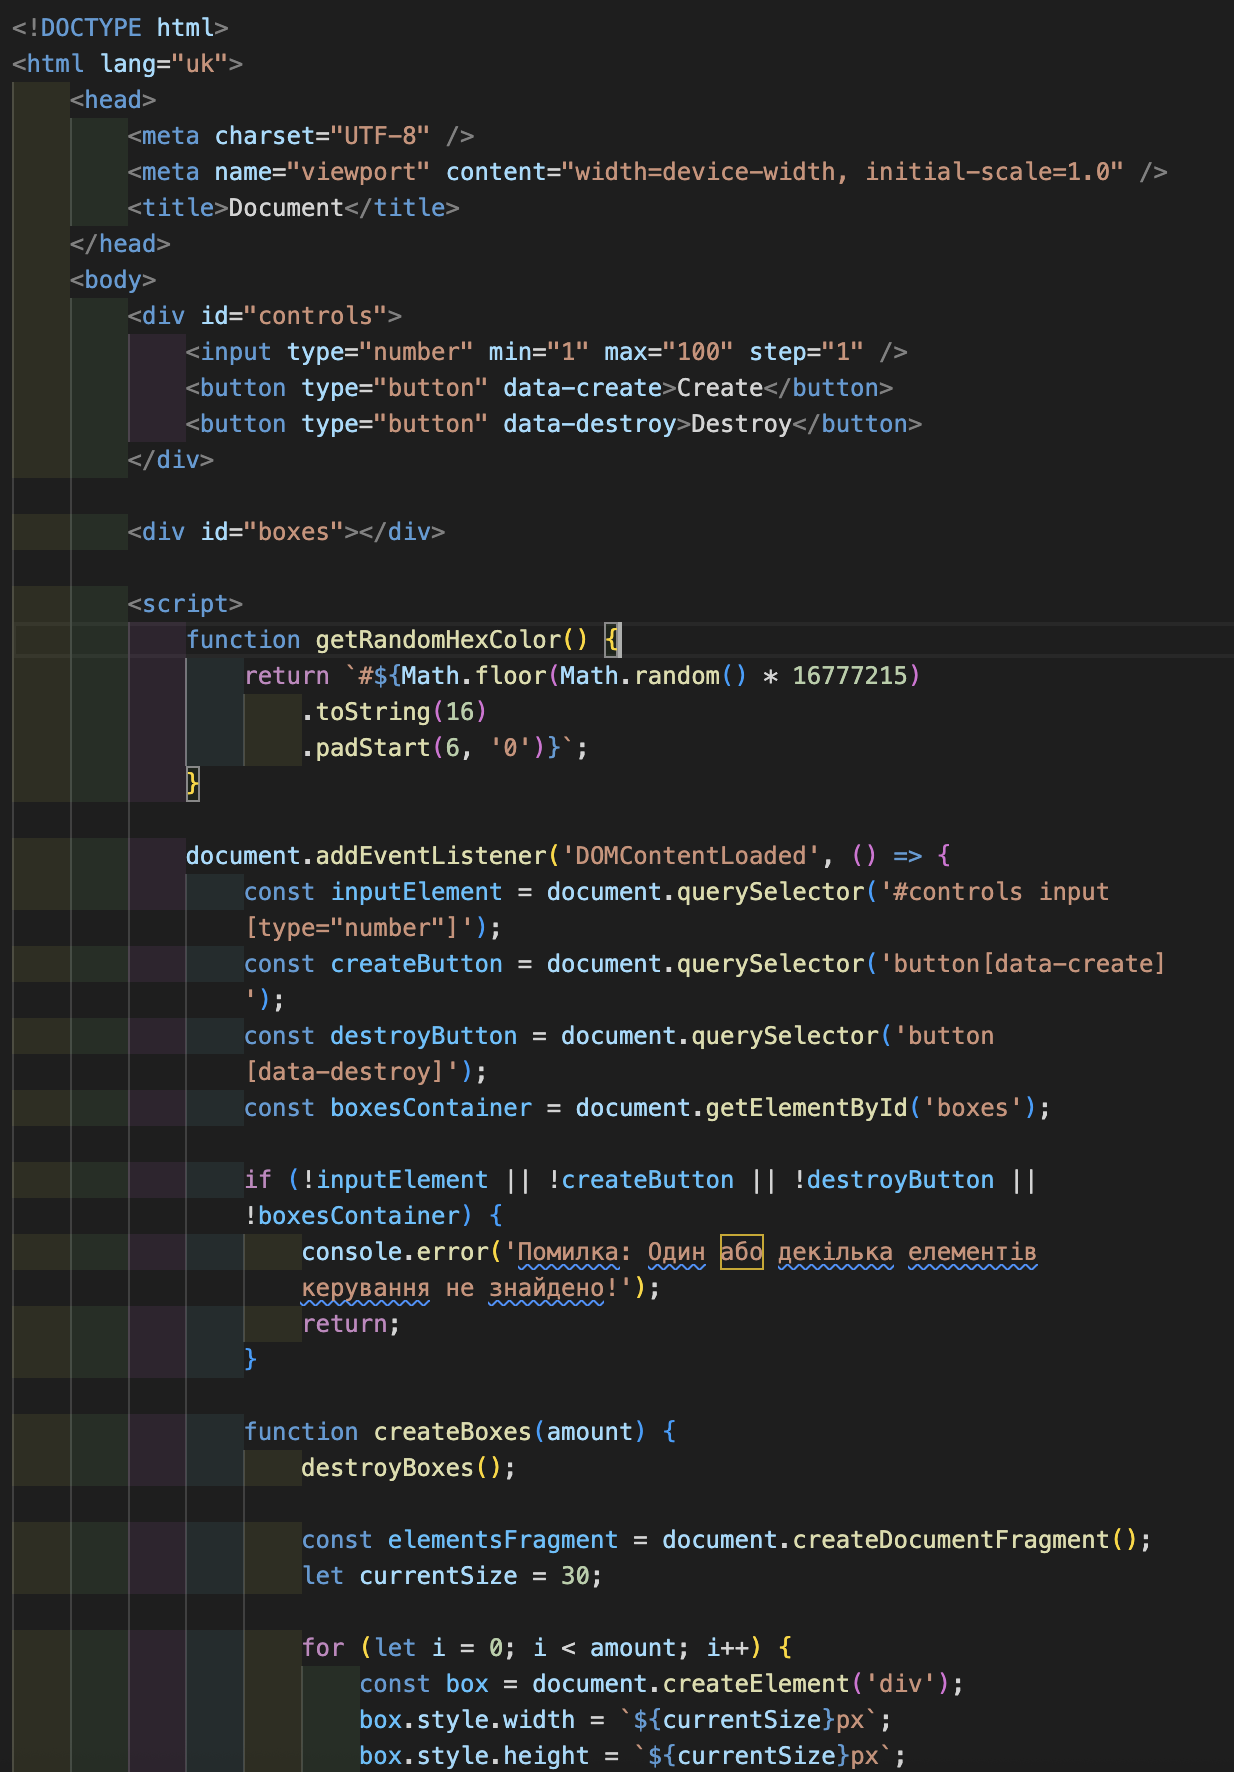 <!DOCTYPE html>
<html lang="uk">
<head>
<meta charset="UTF-8" />
<meta name="viewport" content="width=device-width, initial-scale=1.0" />
<title>Document</title>
</head>
<body>
<div id="controls">
<input type="number" min="1" max="100" step="1" />
<button type="button" data-create>Create</button>
<button type="button" data-destroy>Destroy</button>
</div>
<div id="boxes"></div>
<script>
function getRandomHexColor() {
return `#${Math.floor(Math.random() * 16777215)
.toString(16)
.padStart(6, '0')}`;
}
document.addEventListener('DOMContentLoaded', () => {
const inputElement = document.querySelector('#controls input
[type="number"]');
const createButton = document.querySelector('button[data-create]
');
const destroyButton = document.querySelector('button
[data-destroy]');
const boxesContainer = document.getElementById('boxes');
if (!inputElement || !createButton || !destroyButton ||
!boxesContainer) {
console.error('Помилка: Один або декілька елементів
керування не знайдено!');
return;
}
function createBoxes(amount) {
destroyBoxes();
const elementsFragment = document.createDocumentFragment();
let currentSize = 30;
for (let i = 0; i < amount; i++) {
const box = document.createElement('div');
box.style.width = `${currentSize}px`;
box.style.height = `${currentSize}px`;